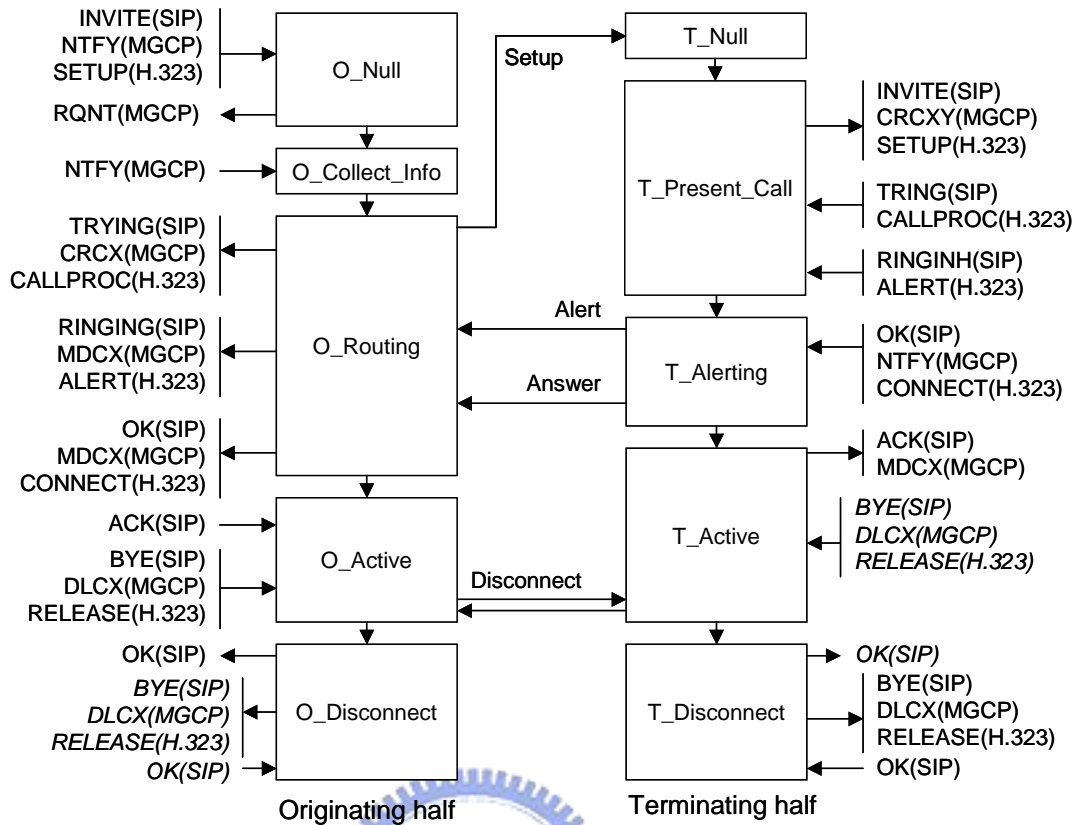 INVITE(SIP)
NTFY(MGCP)
SETUP(H.323)
RQNT(MGCP)
O_Null
NTFY(MGCP)
O_Collect_Info
TRYING(SIP)
CRCX(MGCP)
CALLPROC(H.323)
RINGING(SIP)
MDCX(MGCP)
ALERT(H.323)
OK(SIP)
MDCX(MGCP)
CONNECT(H.323)
O_Routing
ACK(SIP)
BYE(SIP)
DLCX(MGCP)
RELEASE(H.323)
O_Active
OK(SIP)
BYE(SIP)
DLCX(MGCP)
RELEASE(H.323)
OK(SIP)
O_Disconnect
Originating half
Setup
Alert
Answer
Disconnect
T_Null
T_Present_Call
INVITE(SIP)
CRCXY(MGCP)
SETUP(H.323)
TRING(SIP)
CALLPROC(H.323)
RINGINH(SIP)
ALERT(H.323)
T_Alerting
OK(SIP)
NTFY(MGCP)
CONNECT(H.323)
T_Active
ACK(SIP)
MDCX(MGCP)
BYE(SIP)
DLCX(MGCP)
RELEASE(H.323)
T_Disconnect
OK(SIP)
BYE(SIP)
DLCX(MGCP)
RELEASE(H.323)
OK(SIP)
Terminating half